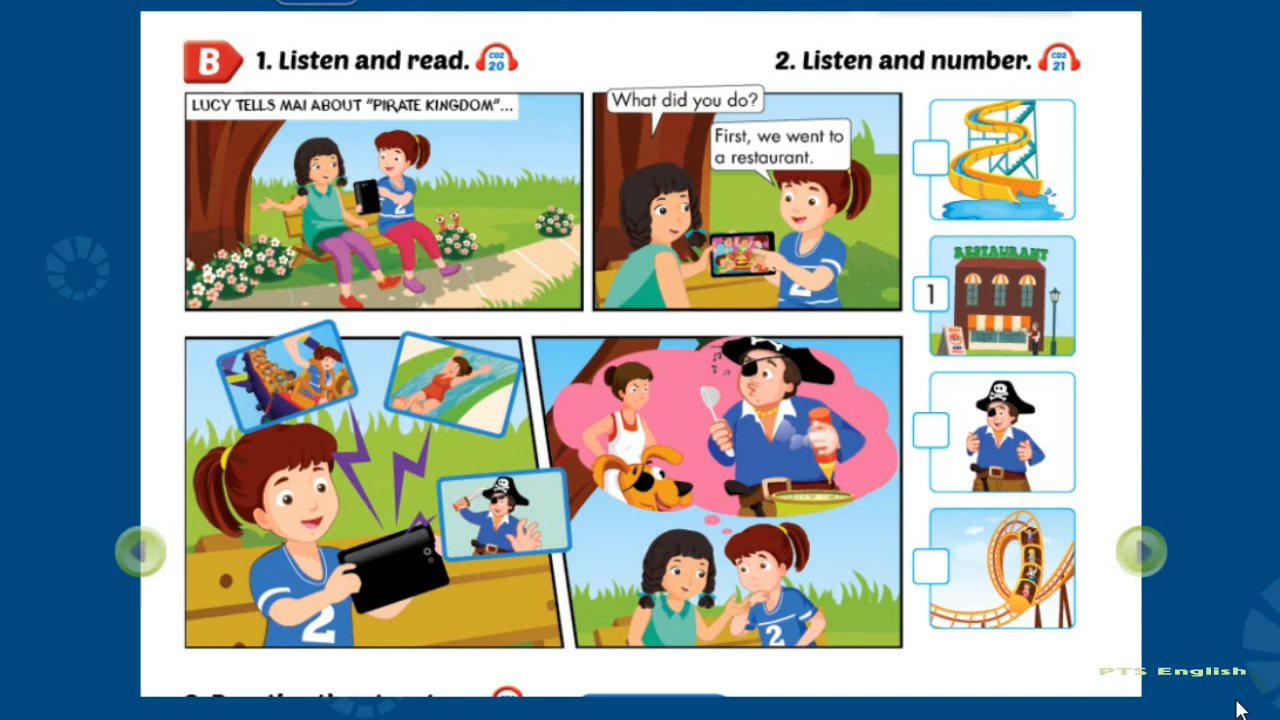 B
1. Listen and read.
CD2
20
2. Listen and number.
CD2
21
LUCY TELLS MAI ABOUT "PIRATE KINGDOM"...
What did you do?
First, we went to
a restaurant.
2
2
RESTAURANT
1
2
2
PTS English